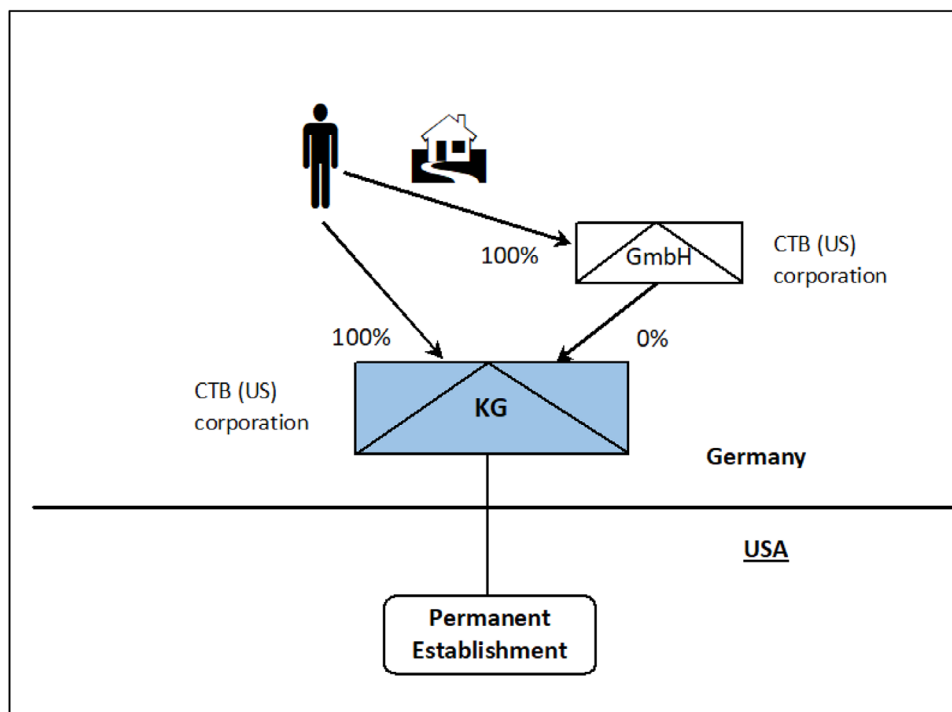 100%
GmbH
CTB (US)
corporation
100%
0%
CTB (US)
corporation
KG
Germany
USA
Permanent
Establishment